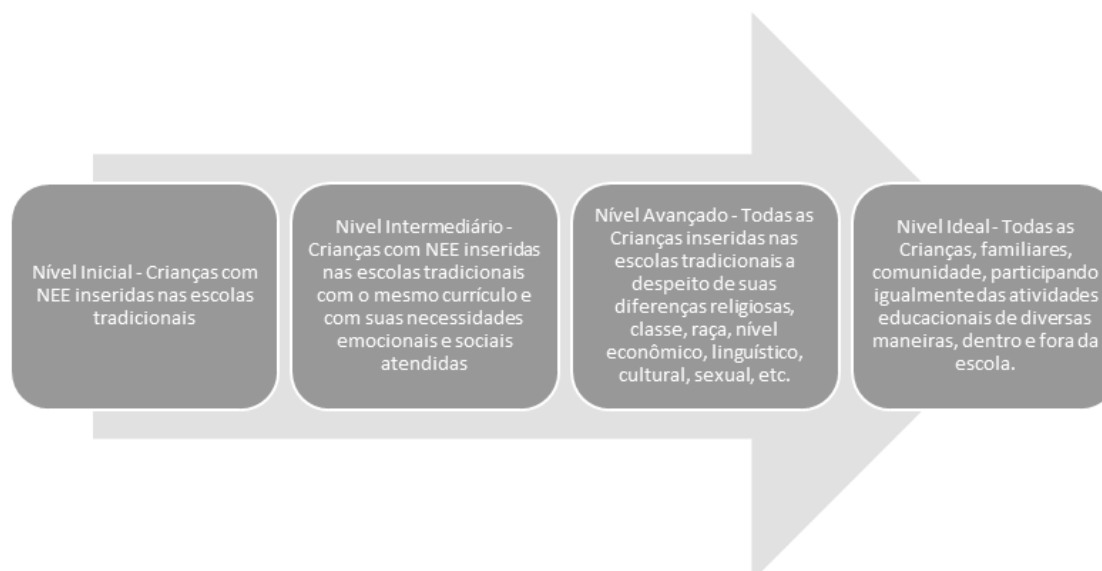 Nível Inicial - Crianças com
NEE inseridas nas escolas
tradicionais
Nivel Intermediário -
Crianças com NEE inseridas
nas escolas tradicionais
com o mesmo currículo e
com suas necessidades
emocionais e sociais
atendidas
Nível Avançado - Todas as
Crianças inseridas nas
escolas tradicionais a
despeito de suas
diferenças religiosas,
classe, raça, nível
econômico, linguístico,
cultural, sexual, etc.
Nivel Ideal - Todas as
Crianças, familiares,
comunidade, participando
igualmente das atividades
educacionais de diversas
maneiras, dentro e fora da
escola.